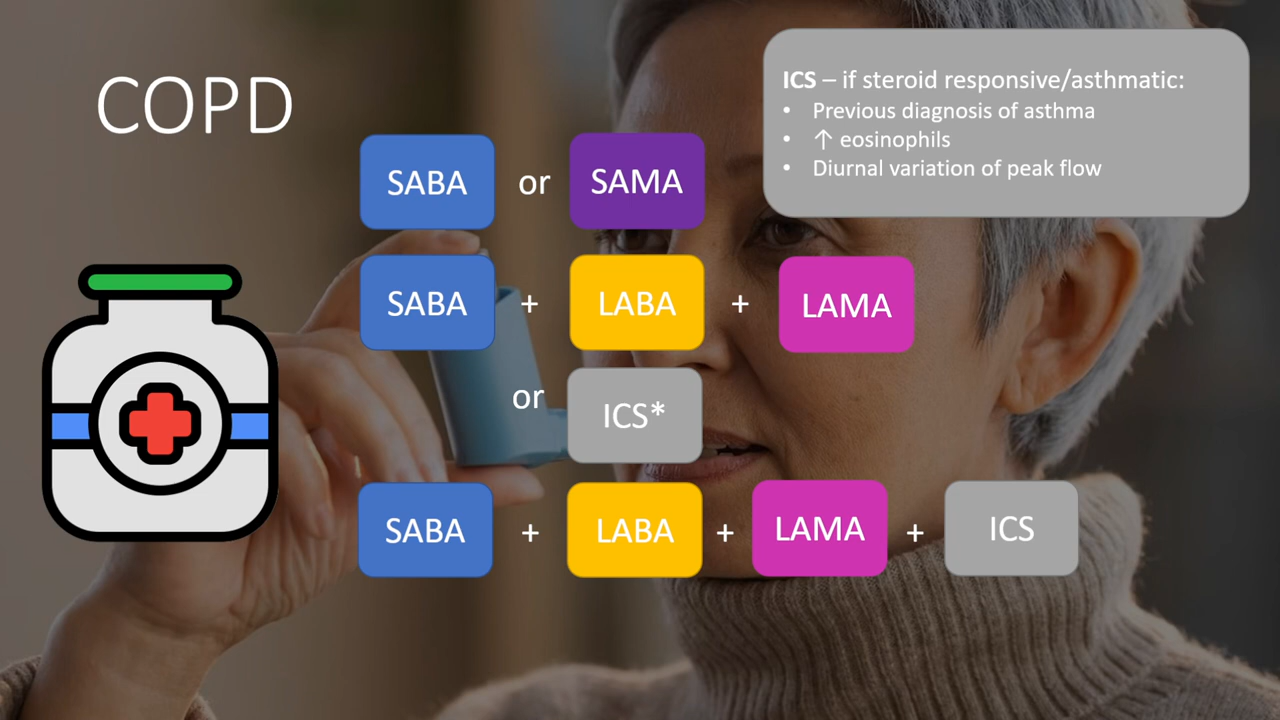 COPD
ICS – if steroid responsive/asthmatic:
• Previous diagnosis of asthma
• ↑ eosinophils
• Diurnal variation of peak flow
SABA or SAMA
SABA + LABA + LAMA
or ICS*
SABA + LABA + LAMA + ICS